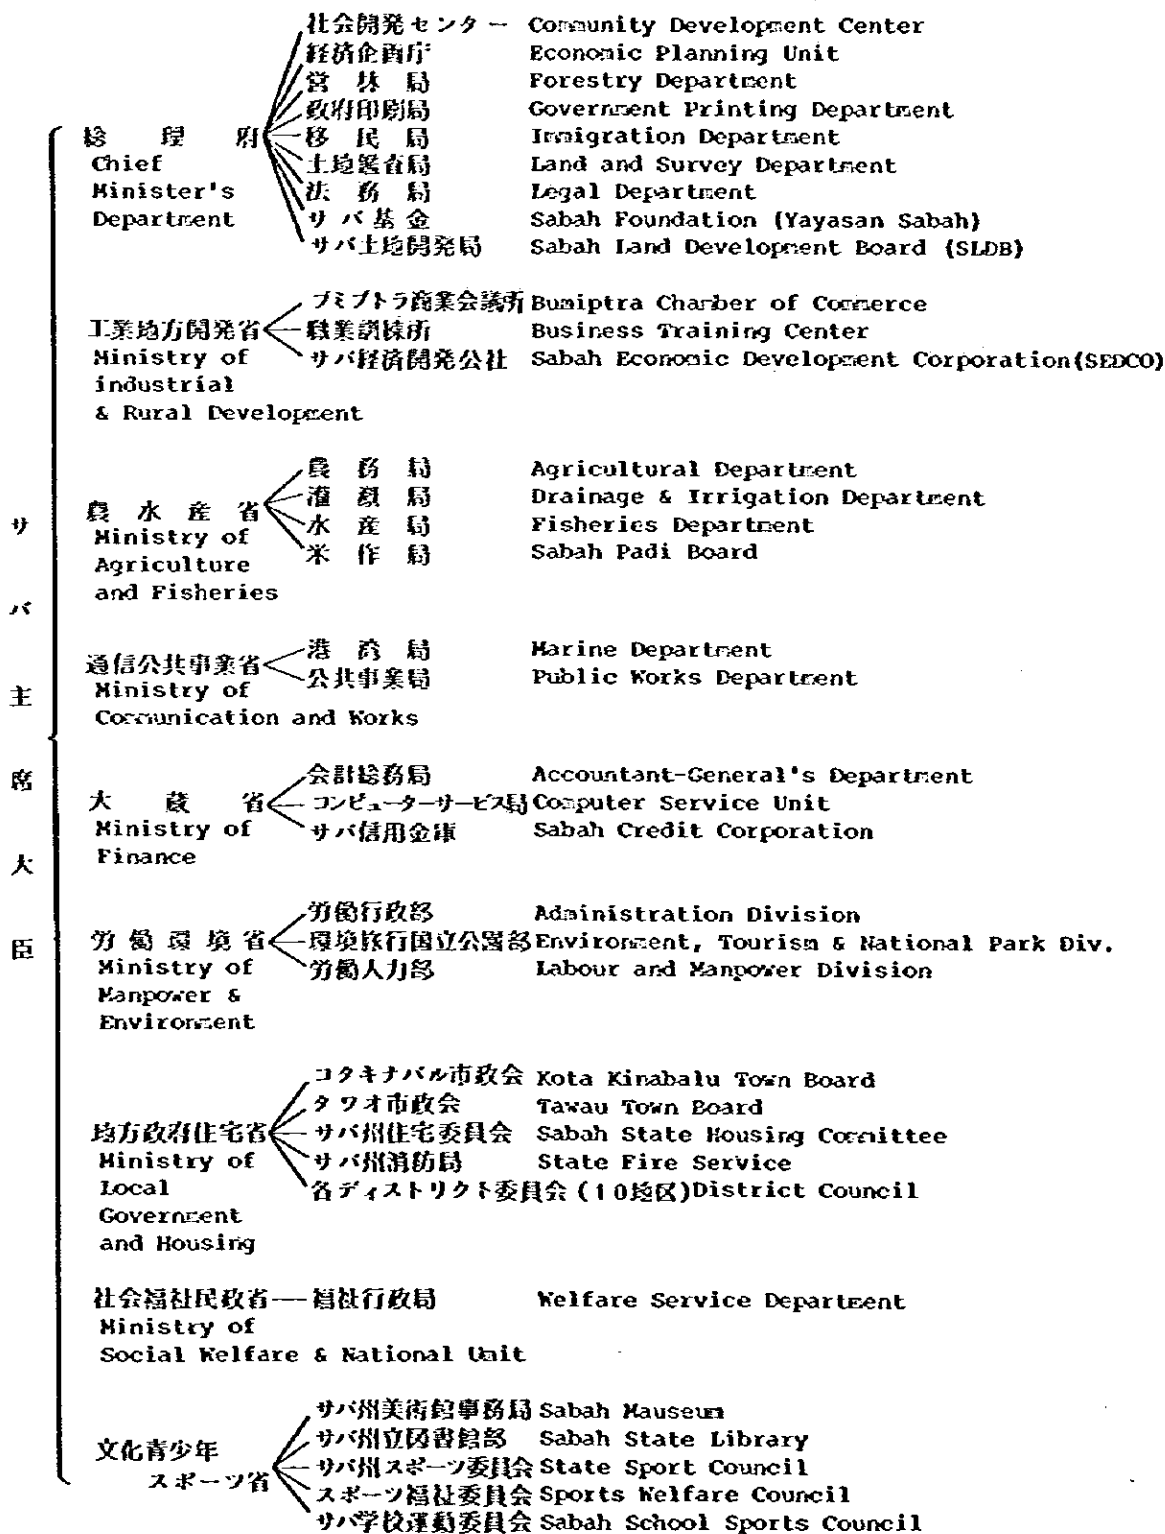 社会開発センター Community Development Center
経済企画庁 Economic Planning Unit
営林局 Forestry Department
政府印刷局 Government Printing Department
総理府 移民局 Immigration Department
Chief 土地 局 Land and Survey Department
Minister's 法務局 Legal Department
Department サバ基金 Sabah Foundation (Yayasan Sabah)
サバ土地開発局 Sabah Land Development Board (SLDB)
ブミプトラ商業会議所 Bumiptra Chamber of Commerce
工業地方開発省 職業訓練所 Business Training Center
Ministry of サバ経済開発公社 Sabah Economic Development Corporation(SEDCO)
industrial
& Rural Development
農務局 Agricultural Department
灌漑局 Drainage & Irrigation Department
農水産省 水産局 Fisheries Department
Ministry of
米作局 Sabah Padi Board
Agriculture
and Fisheries
港湾局 Marine Department
通信公共事業省 公共事業局 Public Works Department
Ministry of
Communication and Works
サバ主席大臣
会計総務局 Accountant-General's Department
大蔵省 コンピューターサービス局 Computer Service Unit
Ministry of サバ信用金庫 Sabah Credit Corporation
Finance
労働行政部 Administration Division
労働環境省 環境旅行国立公園部 Environment, Tourism & National Park Div.
Ministry of 労働人力部 Labour and Manpower Division
Manpower &
Environment
コタキナバル市政会 Kota Kinabalu Town Board
タワオ市政会 Tawau Town Board
地方政府住宅省 サバ州住宅委員会 Sabah State Housing Committee
Ministry of サバ州消防局 State Fire Service
Local 各ディストリクト委員会(10地区)District Council
Government
and Housing
社会福祉民政省 福祉行政局 Welfare Service Department
Ministry of
Social Welfare & National Unit
サバ州美術館事務局 Sabah Mauseum
文化青少年 サバ州立図書館部 Sabah State Library
スポーツ省 サバ州スポーツ委員会 State Sport Council
スポーツ福祉委員会 Sports Welfare Council
サバ学校運動委員会 Sabah School Sports Council